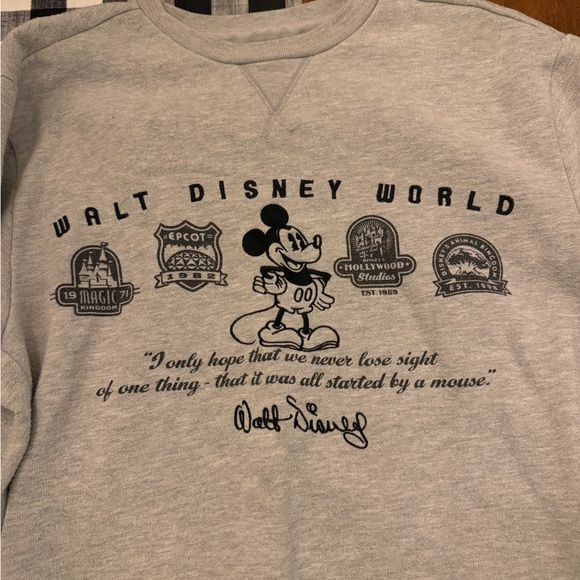 WALT DISNEY WORLD
EPCOT
1982
19 MAGIC 71
KINGDOM
DISNEY'S
HOLLYWOOD
Studios
EST. 1989
DISNEY'S ANIMAL KINGDOM
EST. 1998
"I only hope that we never lose sight
of one thing - that it was all started by a mouse."
Walt Disney